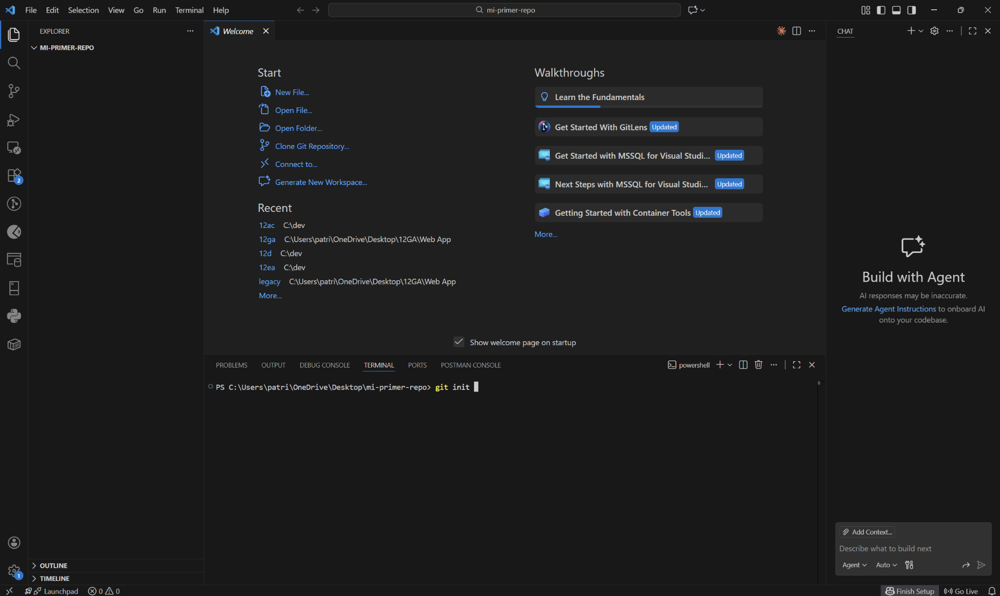 File Edit Selection View Go Run Terminal Help
mi-primer-repo
EXPLORER
MI-PRIMER-REPO
Welcome
CHAT
Start
New File...
Open File...
Open Folder...
Clone Git Repository...
Connect to...
Generate New Workspace...
Recent
12ac C:\dev
12ga C:\Users\patri\OneDrive\Desktop\12GA\Web App
12d C:\dev
12ea C:\dev
legacy C:\Users\patri\OneDrive\Desktop\12GA\Web App
More...
Walkthroughs
Learn the Fundamentals
Get Started With GitLens Updated
Get Started with MSSQL for Visual Studi... Updated
Next Steps with MSSQL for Visual Studi... Updated
Getting Started with Container Tools Updated
More...
Show welcome page on startup
2
PROBLEMS OUTPUT DEBUG CONSOLE TERMINAL PORTS POSTMAN CONSOLE
powershell
PS C:\Users\patri\OneDrive\Desktop\mi-primer-repo> git init
Build with Agent
AI responses may be inaccurate.
Generate Agent Instructions to onboard AI
onto your codebase.
Add Context...
Describe what to build next
Agent Auto
OUTLINE
1
TIMELINE
Launchpad 0 0
Finish Setup Go Live